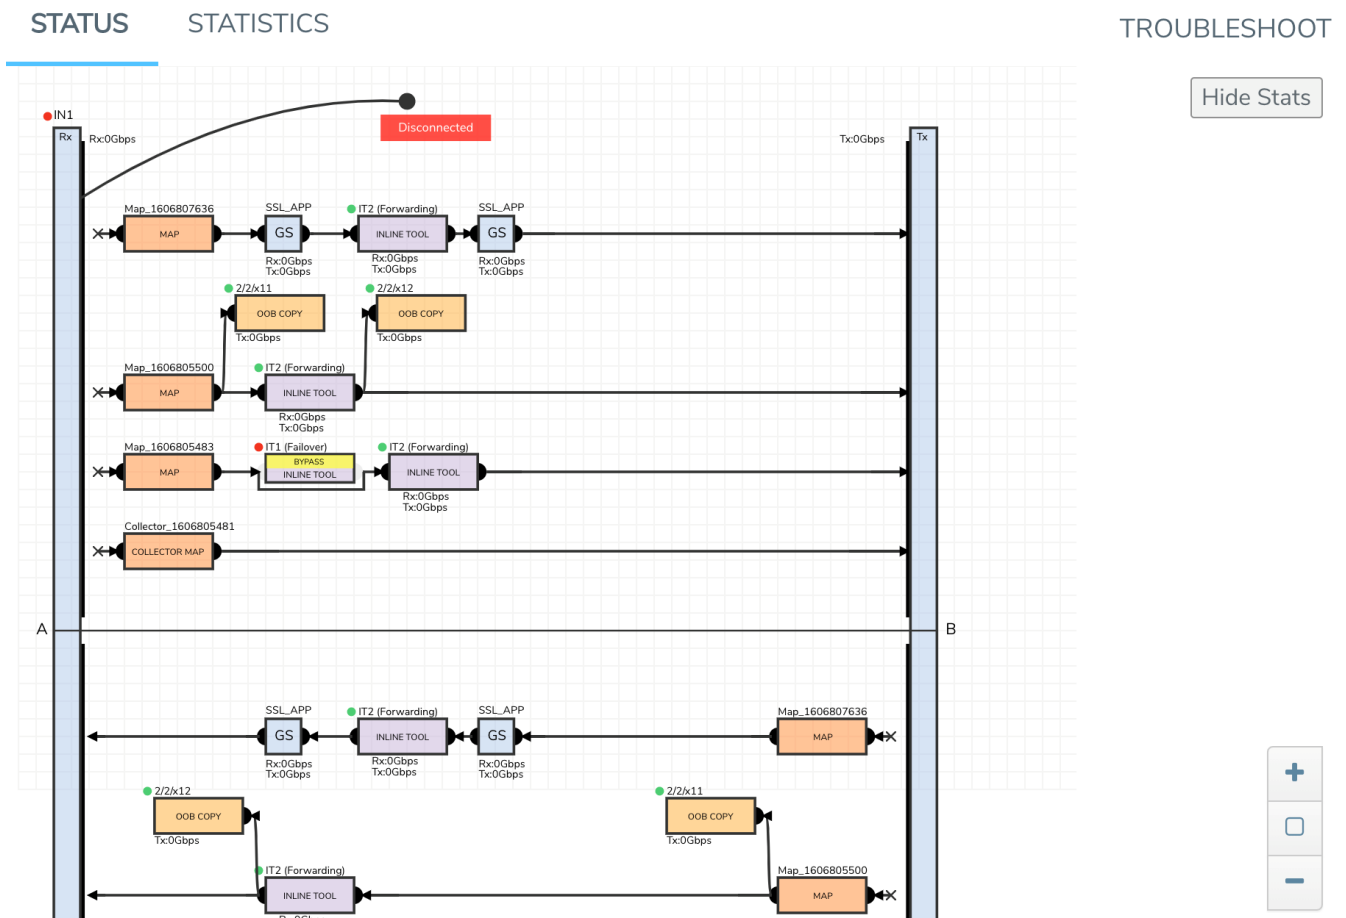 STATUS STATISTICS TROUBLESHOOT
Hide Stats
IN1
Disconnected
Rx Rx:0Gbps Tx:0Gbps Tx
Map_1606807636 SSL_APP IT2 (Forwarding) SSL_APP
MAP GS INLINE TOOL GS
Rx:0Gbps Rx:0Gbps Rx:0Gbps
Tx:0Gbps Tx:0Gbps Tx:0Gbps
2/2/x11 2/2/x12
OOB COPY OOB COPY
Tx:0Gbps Tx:0Gbps
Map_1606805500 IT2 (Forwarding)
MAP INLINE TOOL
Rx:0Gbps
Tx:0Gbps
Map_1606805483 IT1 (Failover) IT2 (Forwarding)
BYPASS
MAP INLINE TOOL INLINE TOOL
Rx:0Gbps
Tx:0Gbps
Collector_1606805481
COLLECTOR MAP
A B
SSL_APP IT2 (Forwarding) SSL_APP Map_1606807636
GS INLINE TOOL GS MAP
Rx:0Gbps Rx:0Gbps Rx:0Gbps
Tx:0Gbps Tx:0Gbps Tx:0Gbps
2/2/x12 2/2/x11
OOB COPY OOB COPY
Tx:0Gbps Tx:0Gbps
IT2 (Forwarding) Map_1606805500
INLINE TOOL MAP